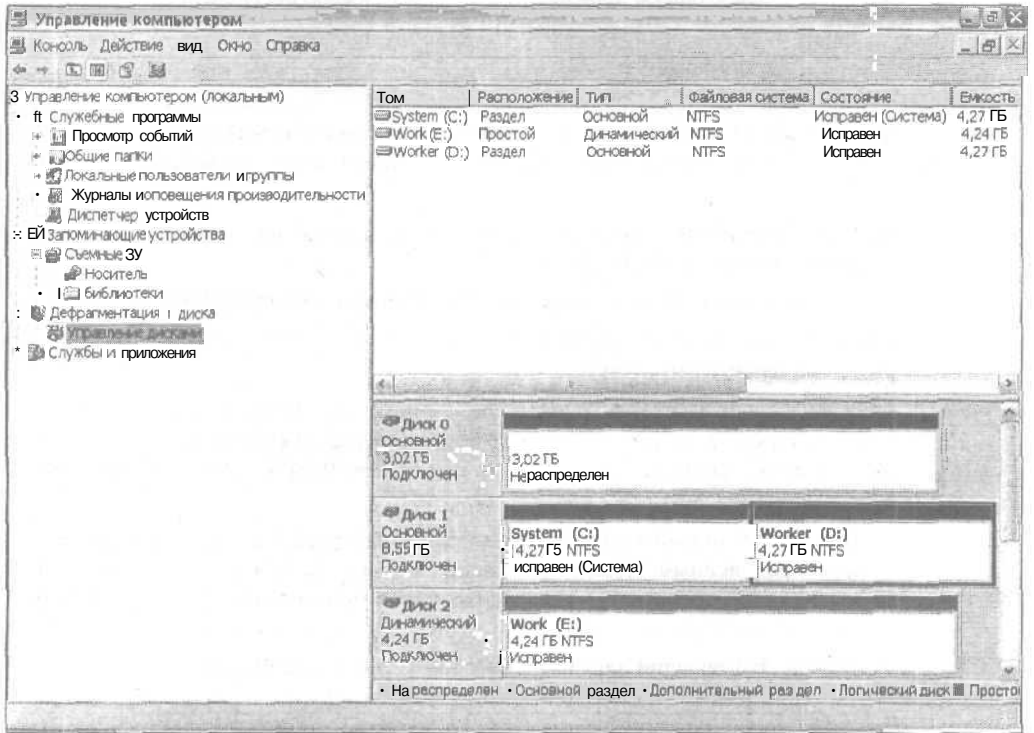 Управление компьютером
Консоль Действие вид Окно Справка
З Управление компьютером (локальным)
ft Служебные программы
Просмотр событий
Общие папки
Локальные пользователи и группы
Журналы и оповещения производительности
Диспетчер устройств
ЕЙ Запоминающие устройства
Съемные ЗУ
Носитель
библиотеки
Дефрагментация диска
Управление дисками
* Службы и приложения
Том Расположение Тип Файловая система Состояние Емкость
System (C:) Раздел Основной NTFS Исправен (Система) 4,27 ГБ
Work (E:) Простой Динамический NTFS Исправен 4,24 ГБ
Worker (D:) Раздел Основной NTFS Исправен 4,27 ГБ
Диск 0
Основной
3,02 ГБ
Подключен
3,02 ГБ
Не распределен
Диск 1
Основной
8,55 ГБ
Подключен
System (C:)
4,27 Г5 NTFS
исправен (Система)
Worker (D:)
4,27 ГБ NTFS
Исправен
Диск 2
Динамический
4,24 ГБ
Подключен
Work (E:)
4,24 ГБ NTFS
Исправен
• На распределен • Основной раздел • Дополнительный раздел • Логический диск Просто